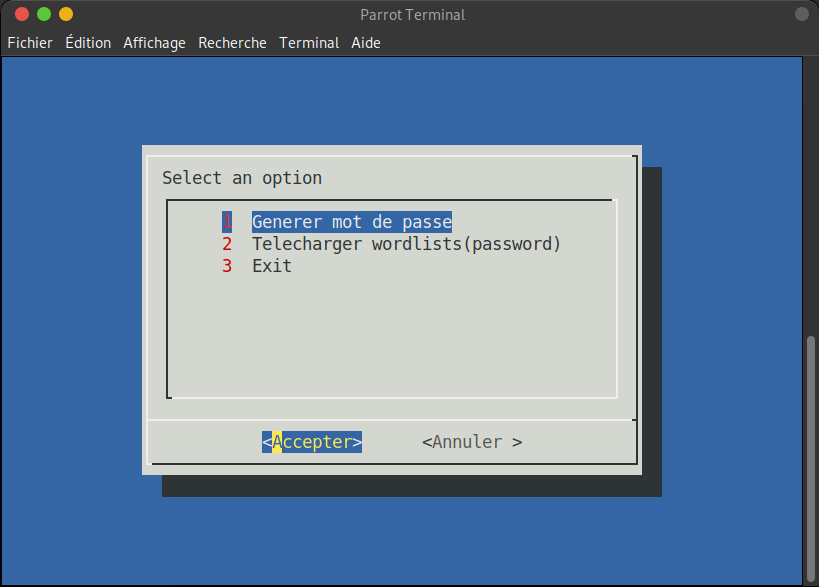 Parrot Terminal
Fichier Édition Affichage Recherche Terminal Aide
Select an option
1 Generer mot de passe
2 Telecharger wordlists(password)
3 Exit
<Accepter> <Annuler >